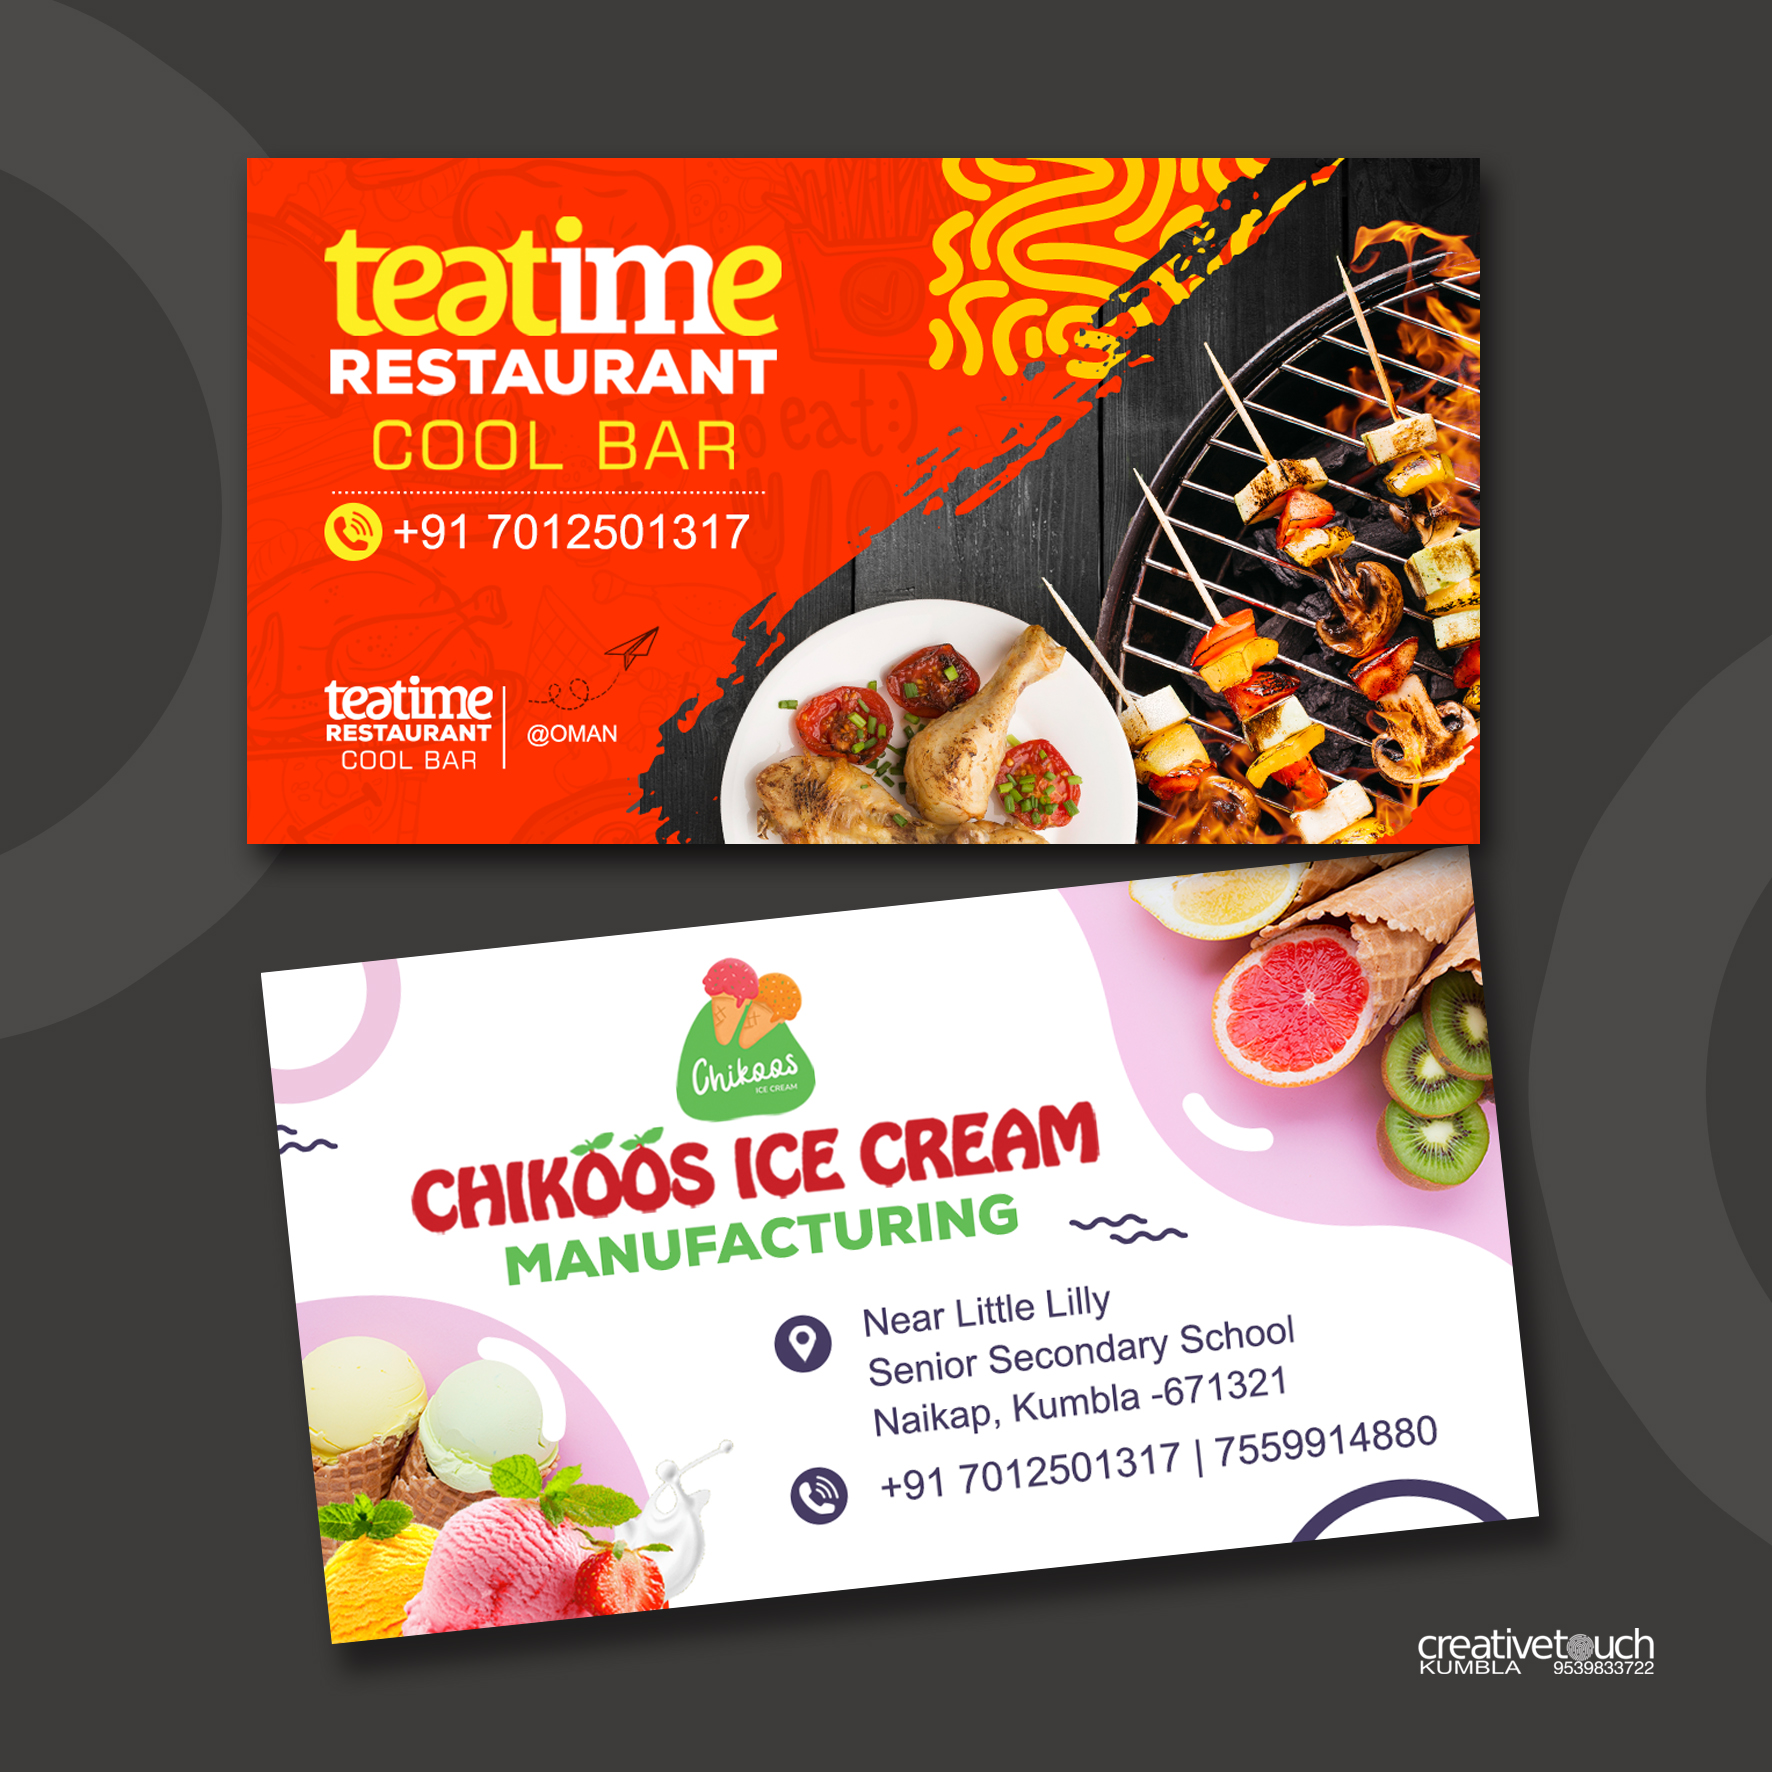 teatime
RESTAURANT
COOL BAR
+91 7012501317
teatime
RESTAURANT
COOL BAR
@OMAN
Chikoos
ICE CREAM
CHIKOOS ICE CREAM
MANUFACTURING
Near Little Lilly
Senior Secondary School
Naikap, Kumbla -671321
+91 7012501317 | 7559914880
creativetouch
KUMBLA 9539833722